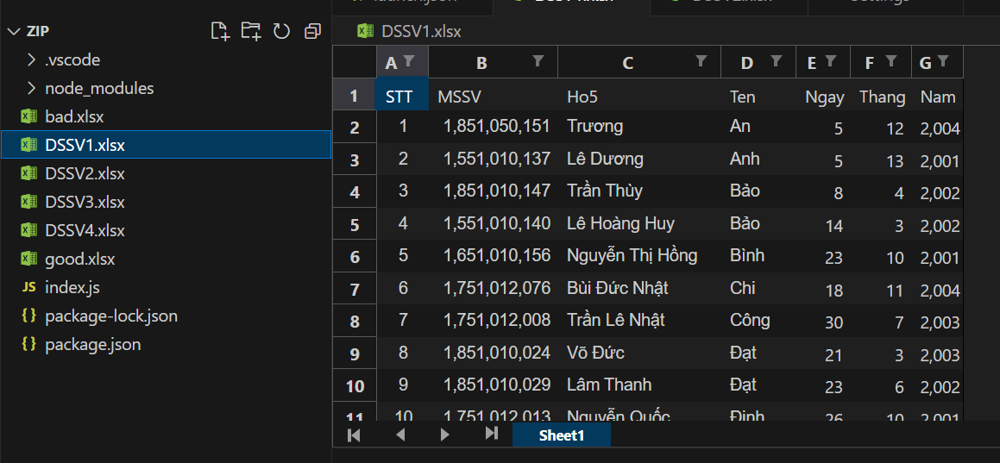 ZIP
.vscode
node_modules
bad.xlsx
DSSV1.xlsx
DSSV2.xlsx
DSSV3.xlsx
DSSV4.xlsx
good.xlsx
JS index.js
{} package-lock.json
{} package.json
DSSV1.xlsx
A B C D E F G
1 STT MSSV Ho5 Ten Ngay Thang Nam
2 1 1,851,050,151 Trương An 5 12 2,004
3 2 1,551,010,137 Lê Dương Anh 5 13 2,001
4 3 1,851,010,147 Trần Thùy Bảo 8 4 2,002
5 4 1,551,010,140 Lê Hoàng Huy Bảo 14 3 2,002
6 5 1,651,010,156 Nguyễn Thị Hồng Bình 23 10 2,001
7 6 1,751,012,076 Bùi Đức Nhật Chi 18 11 2,004
8 7 1,751,012,008 Trần Lê Nhật Công 30 7 2,003
9 8 1,851,010,024 Võ Đức Đạt 21 3 2,003
10 9 1,851,010,029 Lâm Thanh Đạt 23 6 2,002
11 10 1,751,012,013 Nguyễn Quốc Định 26 10 2,001
Sheet1